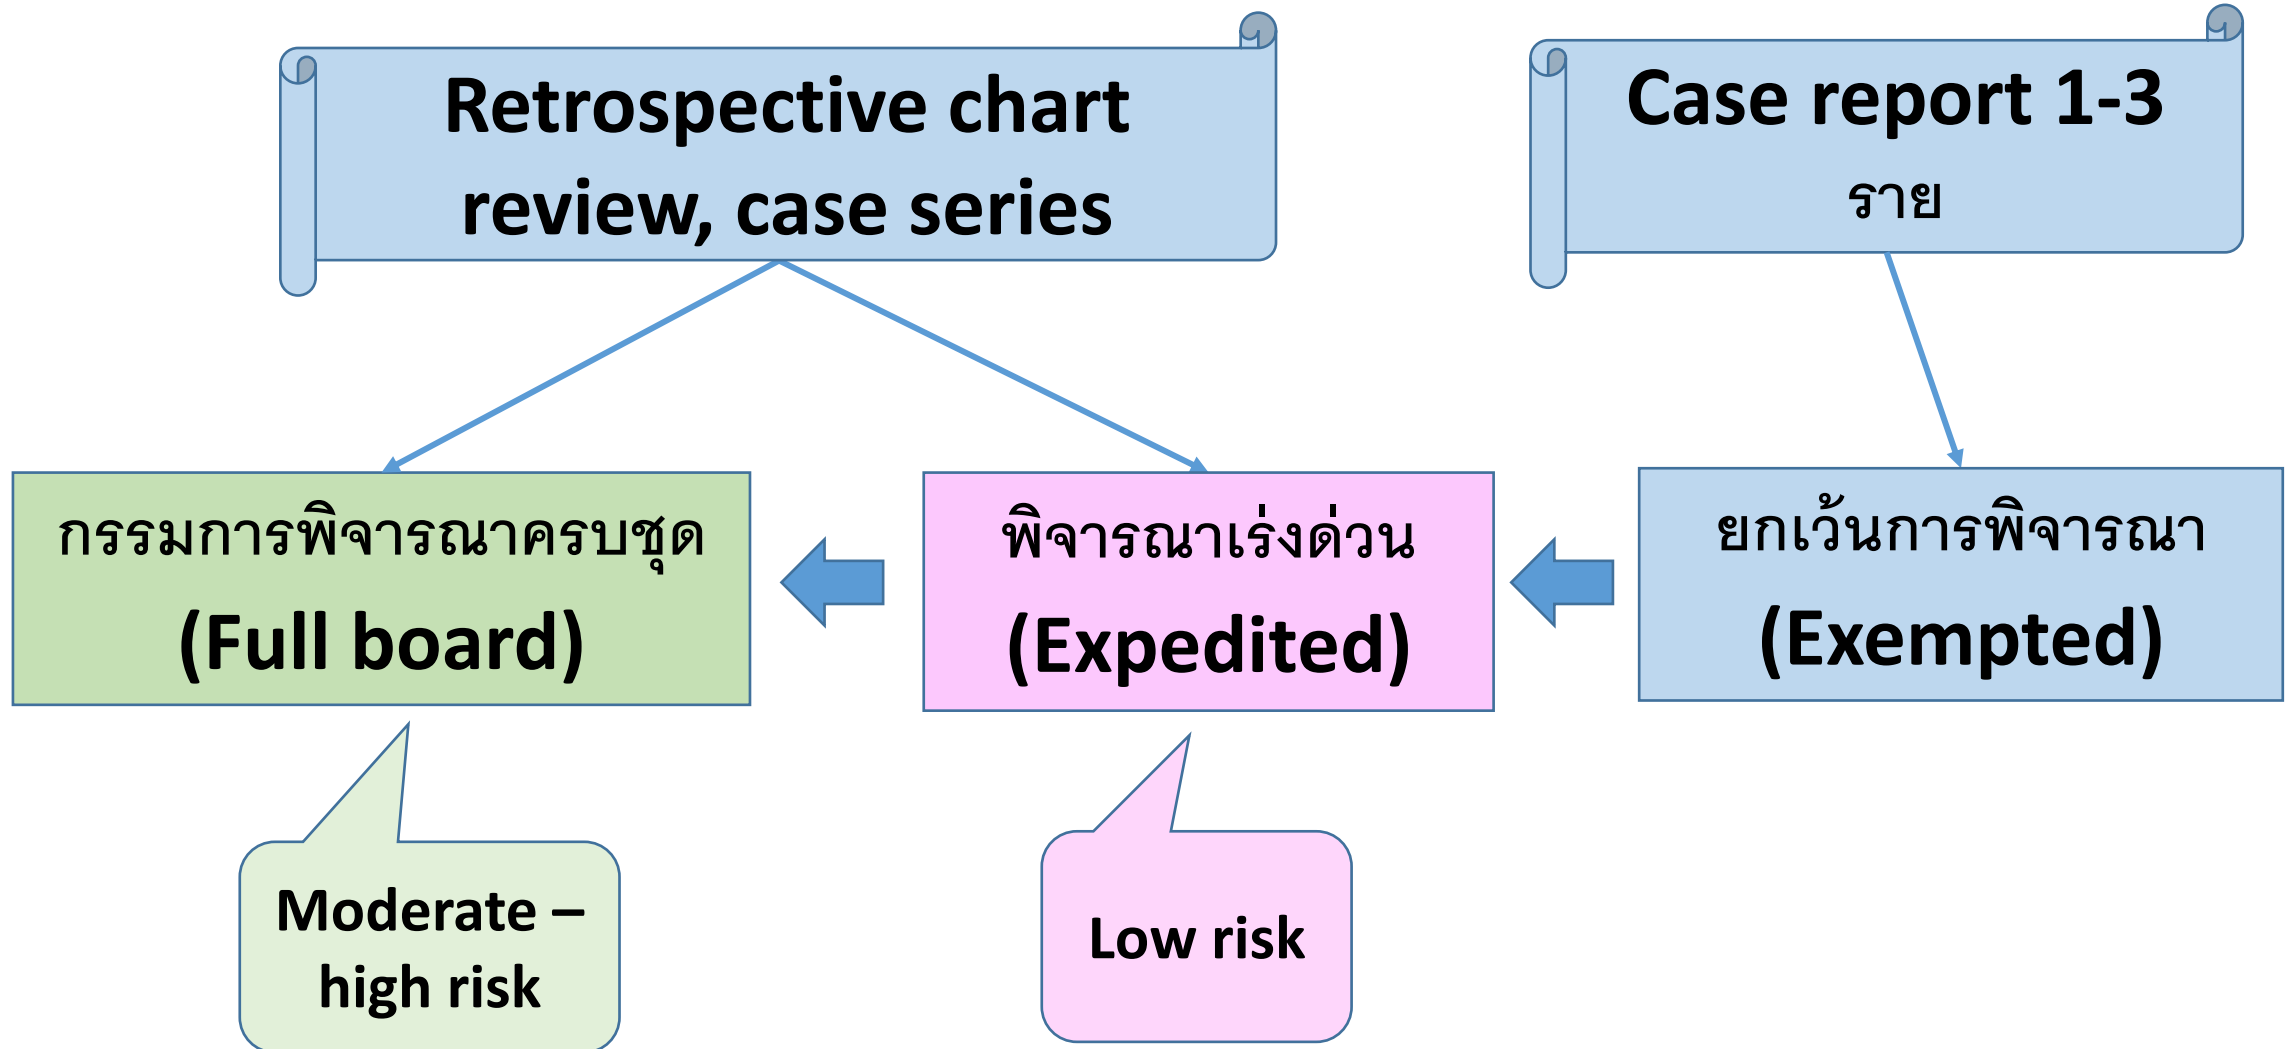 Retrospective chart
review, case series
Case report 1-3
ราย
กรรมการพิจารณาครบชุด
(Full board)
พิจารณาเร่งด่วน
(Expedited)
ยกเว้นการพิจารณา
(Exempted)
Moderate –
high risk
Low risk